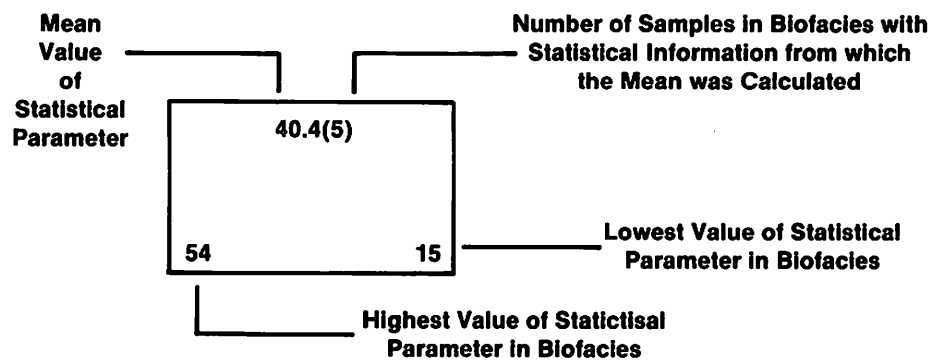 Mean
Value
of
Statistical
Parameter
Number of Samples in Biofacies with
Statistical Information from which
the Mean was Calculated
40.4(5)
54
15
Lowest Value of Statistical
Parameter in Biofacies
Highest Value of Statictisal
Parameter in Biofacies